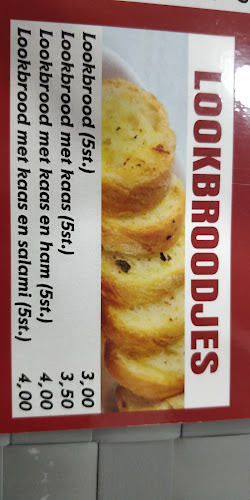 LOOKBROODJES
Lookbrood (5st.) 3,00
Lookbrood met kaas (5st.) 3,50
Lookbrood met kaas en ham (5st.) 4,00
Lookbrood met kaas en salami (5st.) 4,00